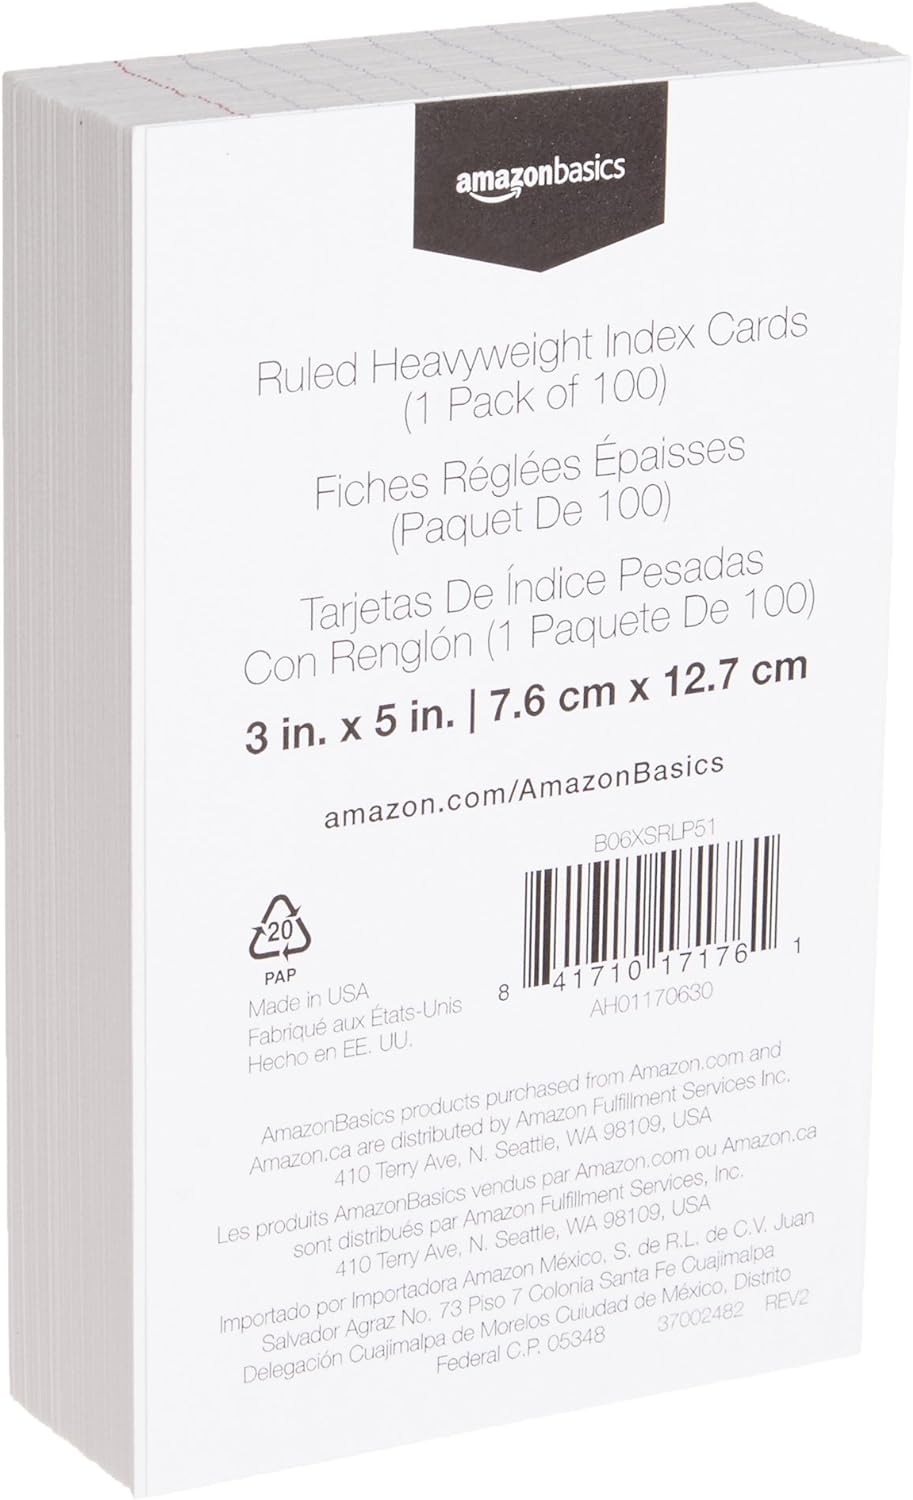 amazonbasics
Ruled Heavyweight Index Cards
(1 Pack of 100)
Fiches Réglées Épaisses
(Paquet De 100)
Tarjetas De Índice Pesadas
Con Renglón (1 Paquete De 100)
3 in. x 5 in. | 7.6 cm x 12.7 cm
amazon.com/AmazonBasics
B06XSRLP51
8 41710 17176 1
AH01170630
20
PAP
Made in USA
Fabriqué aux États-Unis
Hecho en EE. UU.
AmazonBasics products purchased from Amazon.com and
Amazon.ca are distributed by Amazon Fulfillment Services Inc.
410 Terry Ave, N. Seattle, WA 98109, USA
Les produits AmazonBasics vendus par Amazon.com ou Amazon.ca
sont distribués par Amazon Fulfillment Services, Inc.
410 Terry Ave, N. Seattle, WA 98109, USA
Importado por Importadora Amazon México, S. de R.L. de C.V. Juan
Salvador Agraz No. 73 Piso 7 Colonia Santa Fe Cuajimalpa
Delegación Cuajimalpa de Morelos Cuiudad de México, Distrito
Federal C.P. 05348
37002482 REV2